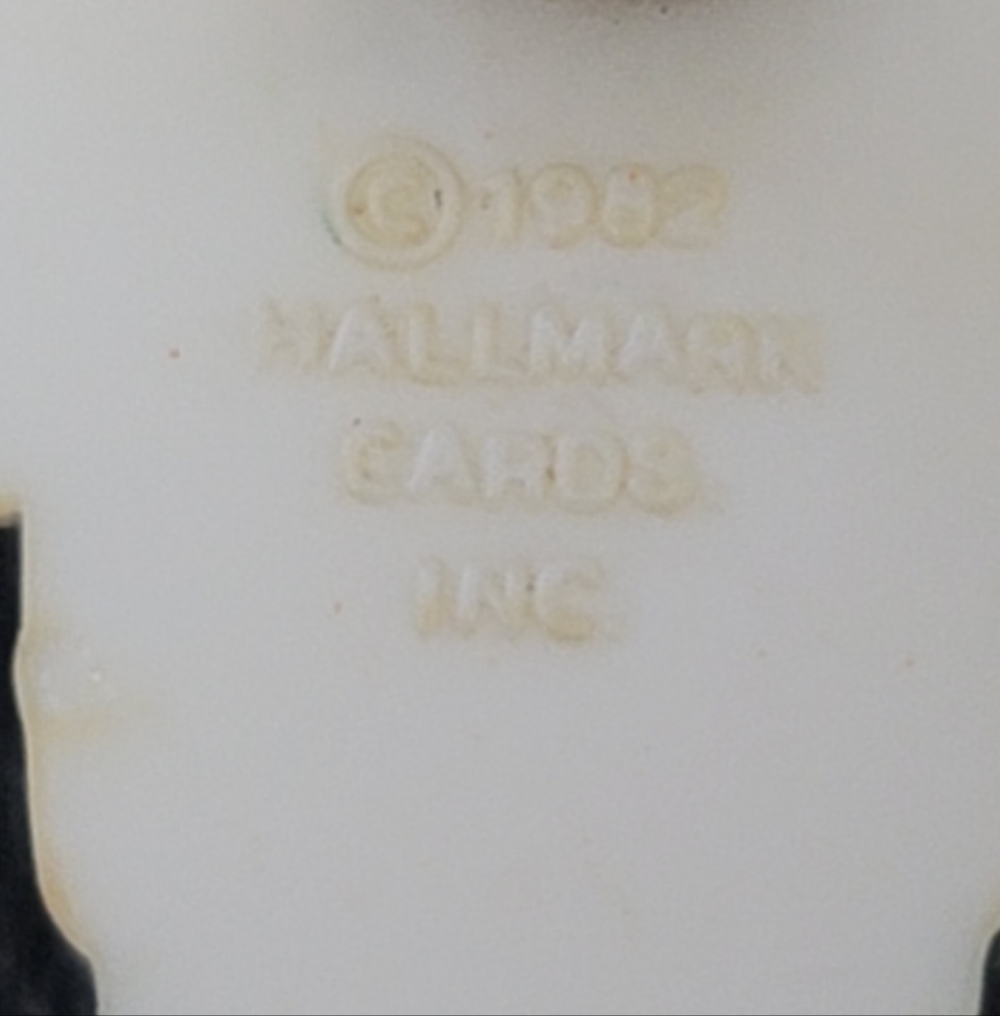 ©1982
HALLMARK
CARDS,
INC.